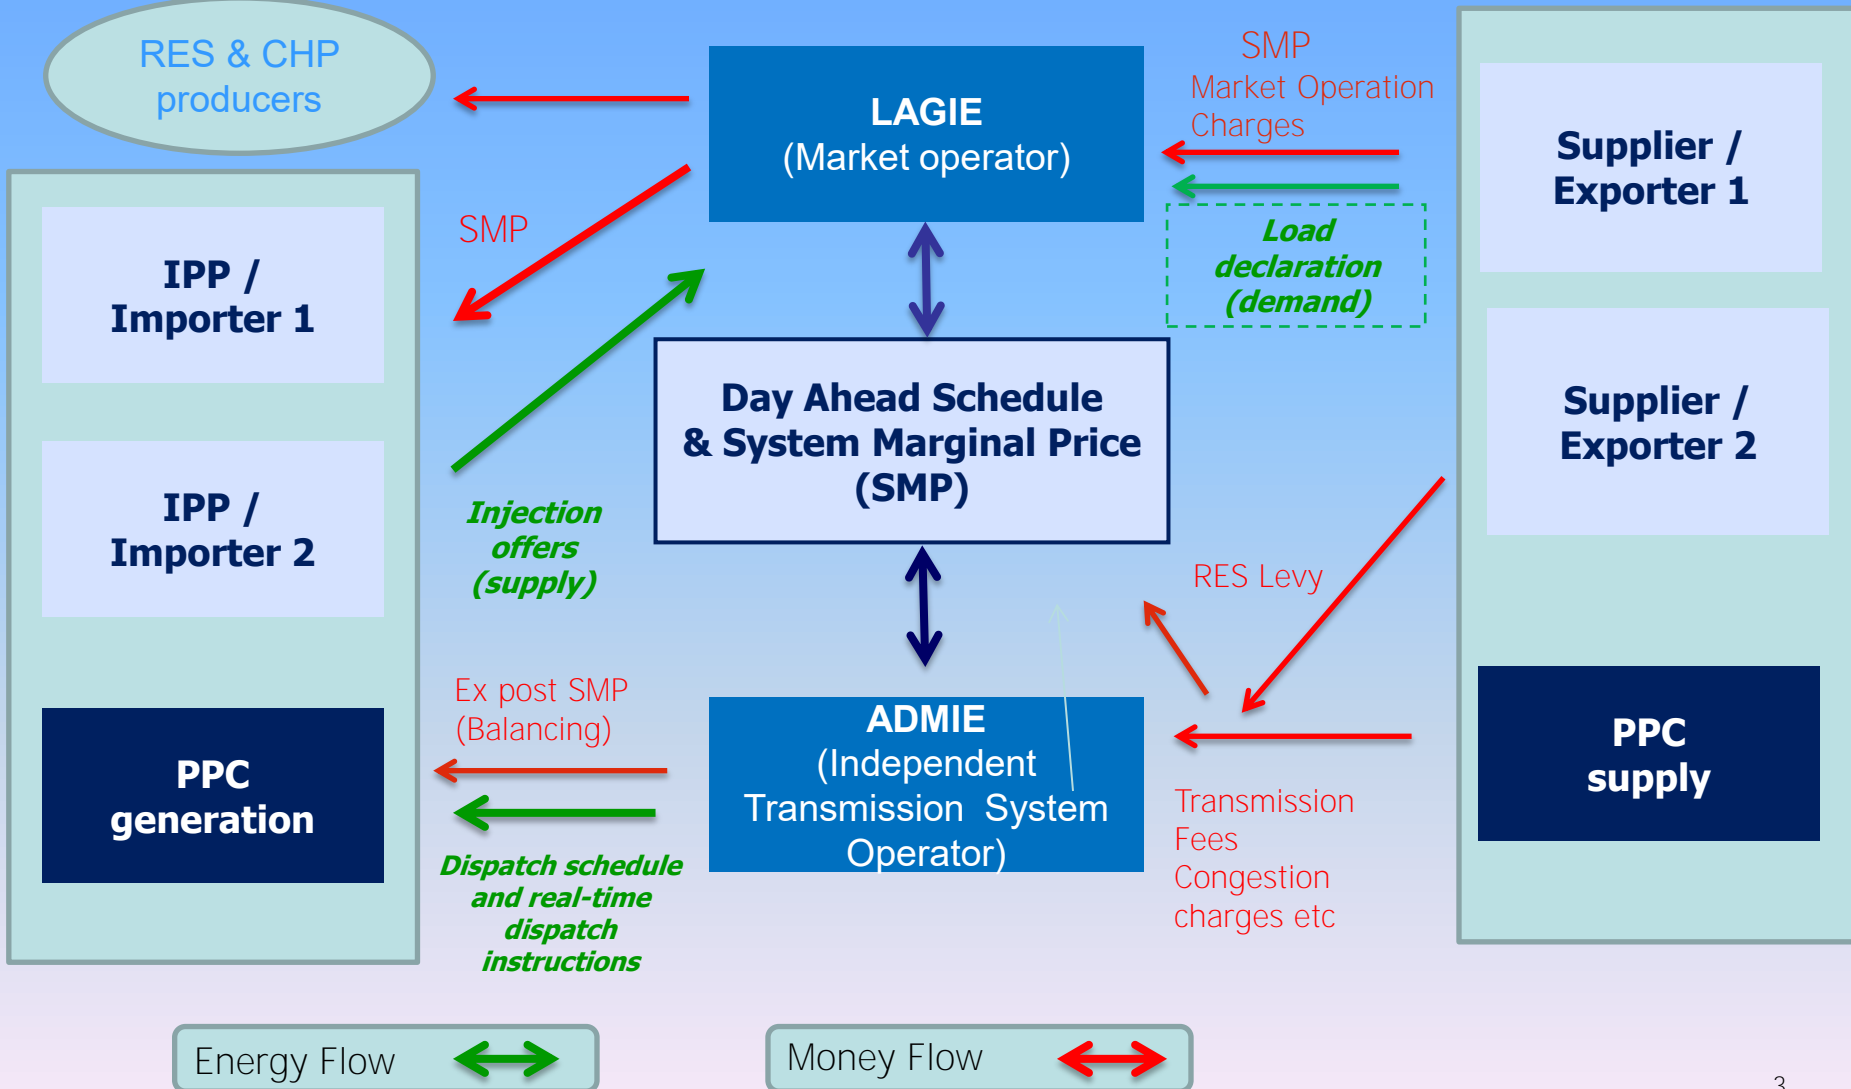 RES & CHP
producers
IPP /
Importer 1
IPP /
Importer 2
PPC
generation
SMP
Injection
offers
(supply)
Ex post SMP
(Balancing)
Dispatch schedule
and real-time
dispatch
instructions
LAGIE
(Market operator)
Day Ahead Schedule
& System Marginal Price
(SMP)
ADMIE
(Independent
Transmission System
Operator)
SMP
Market Operation
Charges
Load
declaration
(demand)
RES Levy
Transmission
Fees
Congestion
charges etc
Supplier /
Exporter 1
Supplier /
Exporter 2
PPC
supply
Energy Flow
Money Flow
3